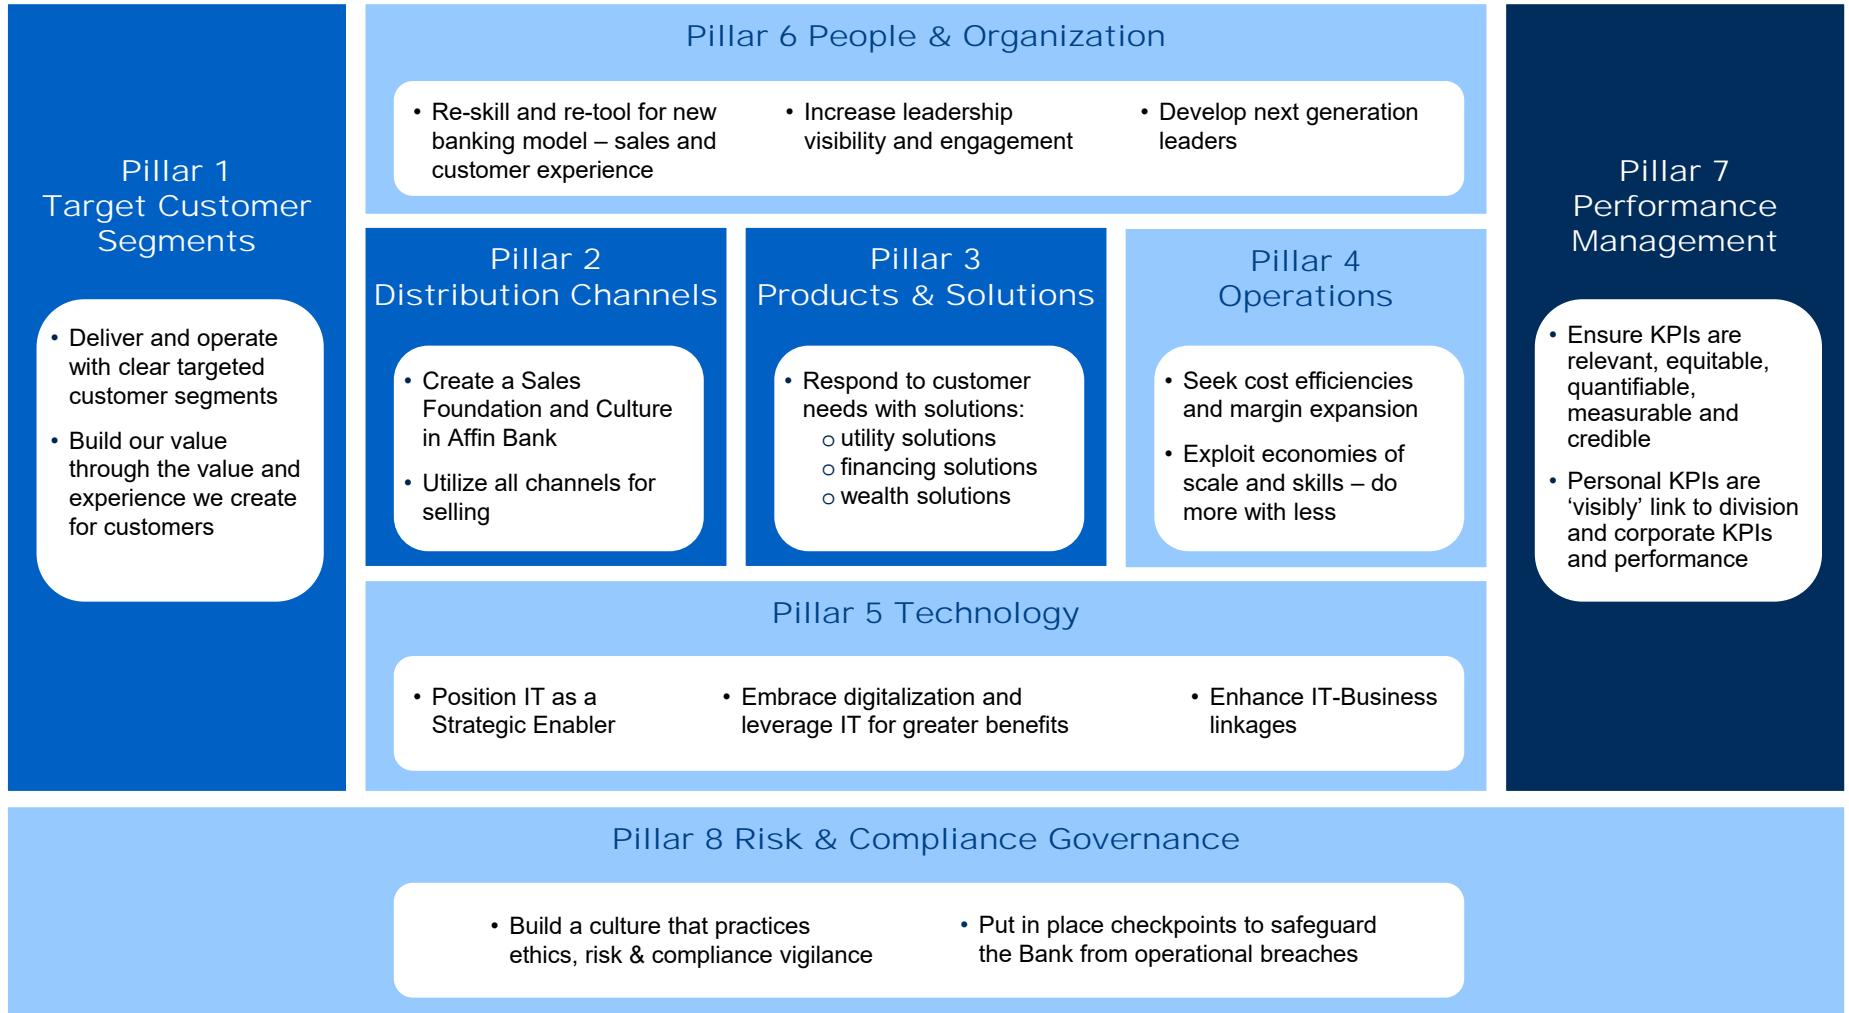 Pillar 6 People & Organization
• Re-skill and re-tool for new
banking model – sales and
customer experience
• Increase leadership
visibility and engagement
• Develop next generation
leaders
Pillar 1
Target Customer
Segments
• Deliver and operate
with clear targeted
customer segments
• Build our value
through the value and
experience we create
for customers
Pillar 2
Distribution Channels
• Create a Sales
Foundation and Culture
in Affin Bank
• Utilize all channels for
selling
Pillar 3
Products & Solutions
• Respond to customer
needs with solutions:
o utility solutions
o financing solutions
o wealth solutions
Pillar 4
Operations
• Seek cost efficiencies
and margin expansion
• Exploit economies of
scale and skills – do
more with less
Pillar 7
Performance
Management
• Ensure KPIs are
relevant, equitable,
quantifiable,
measurable and
credible
• Personal KPIs are
‘visibly’ link to division
and corporate KPIs
and performance
Pillar 5 Technology
• Position IT as a
Strategic Enabler
• Embrace digitalization and
leverage IT for greater benefits
• Enhance IT-Business
linkages
Pillar 8 Risk & Compliance Governance
• Build a culture that practices
ethics, risk & compliance vigilance
• Put in place checkpoints to safeguard
the Bank from operational breaches